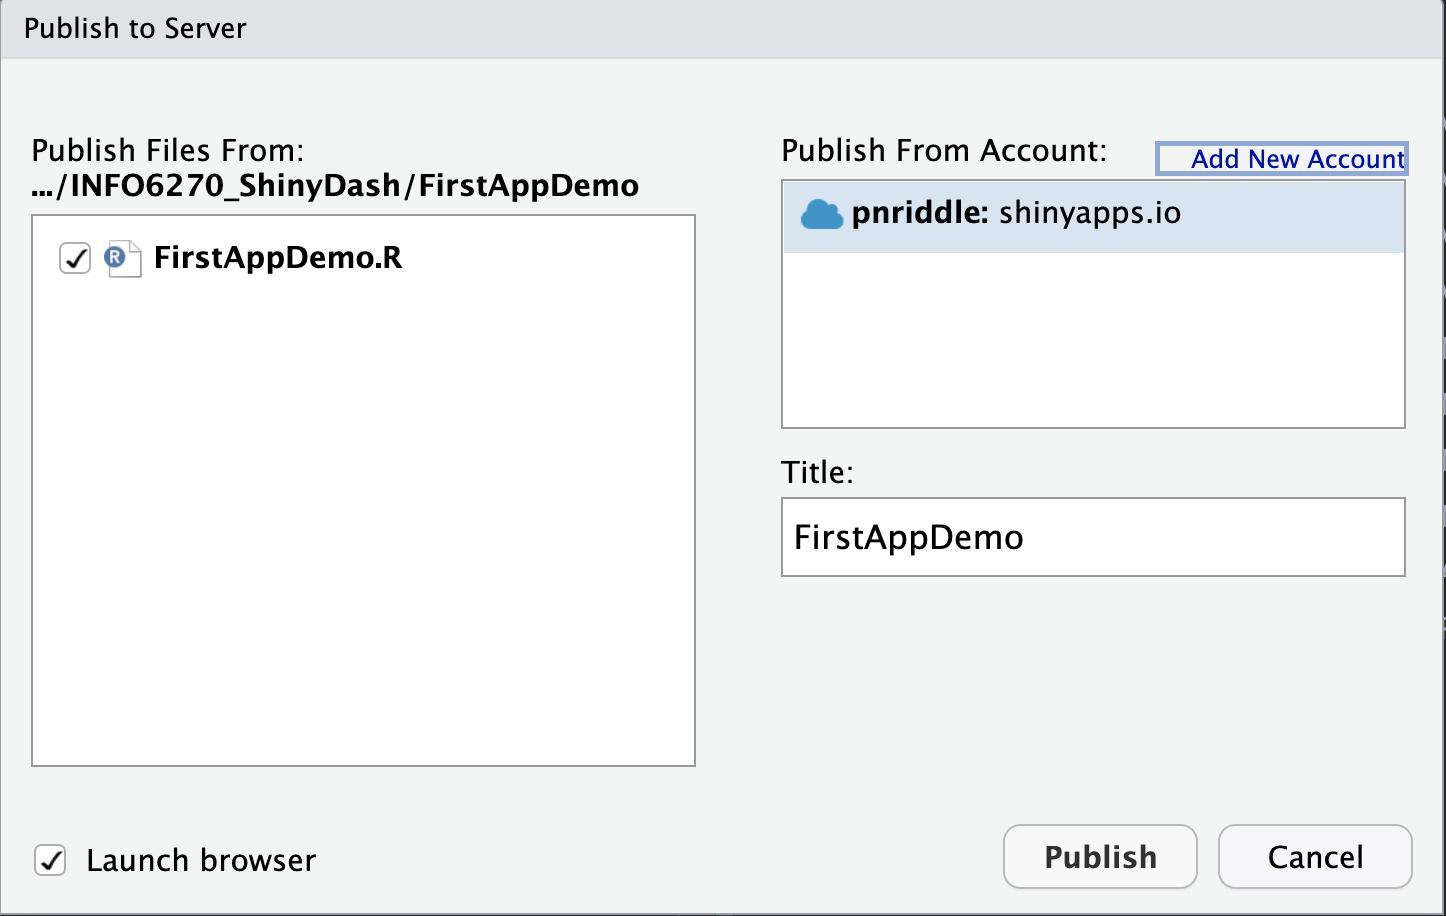 Publish to Server
Publish Files From:
.../INFO6270_ShinyDash/FirstAppDemo
R FirstAppDemo.R
Publish From Account:
Add New Account
pnriddle: shinyapps.io
Title:
FirstAppDemo
Launch browser
Publish
Cancel